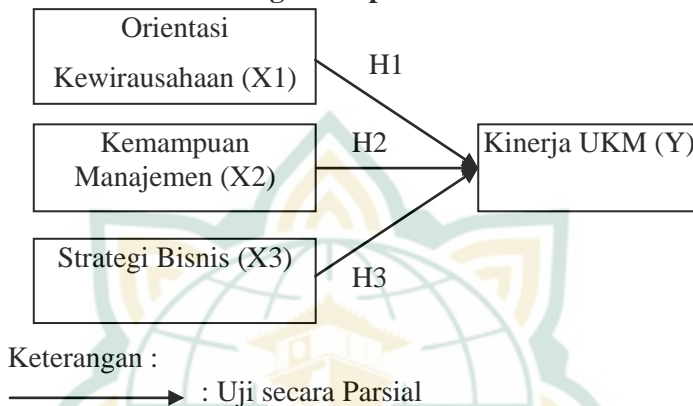 Orientasi
Kewirausahaan (X1)
H1
Kemampuan
Manajemen (X2)
H2
Kinerja UKM (Y)
Strategi Bisnis (X3)
H3
Keterangan :
: Uji secara Parsial